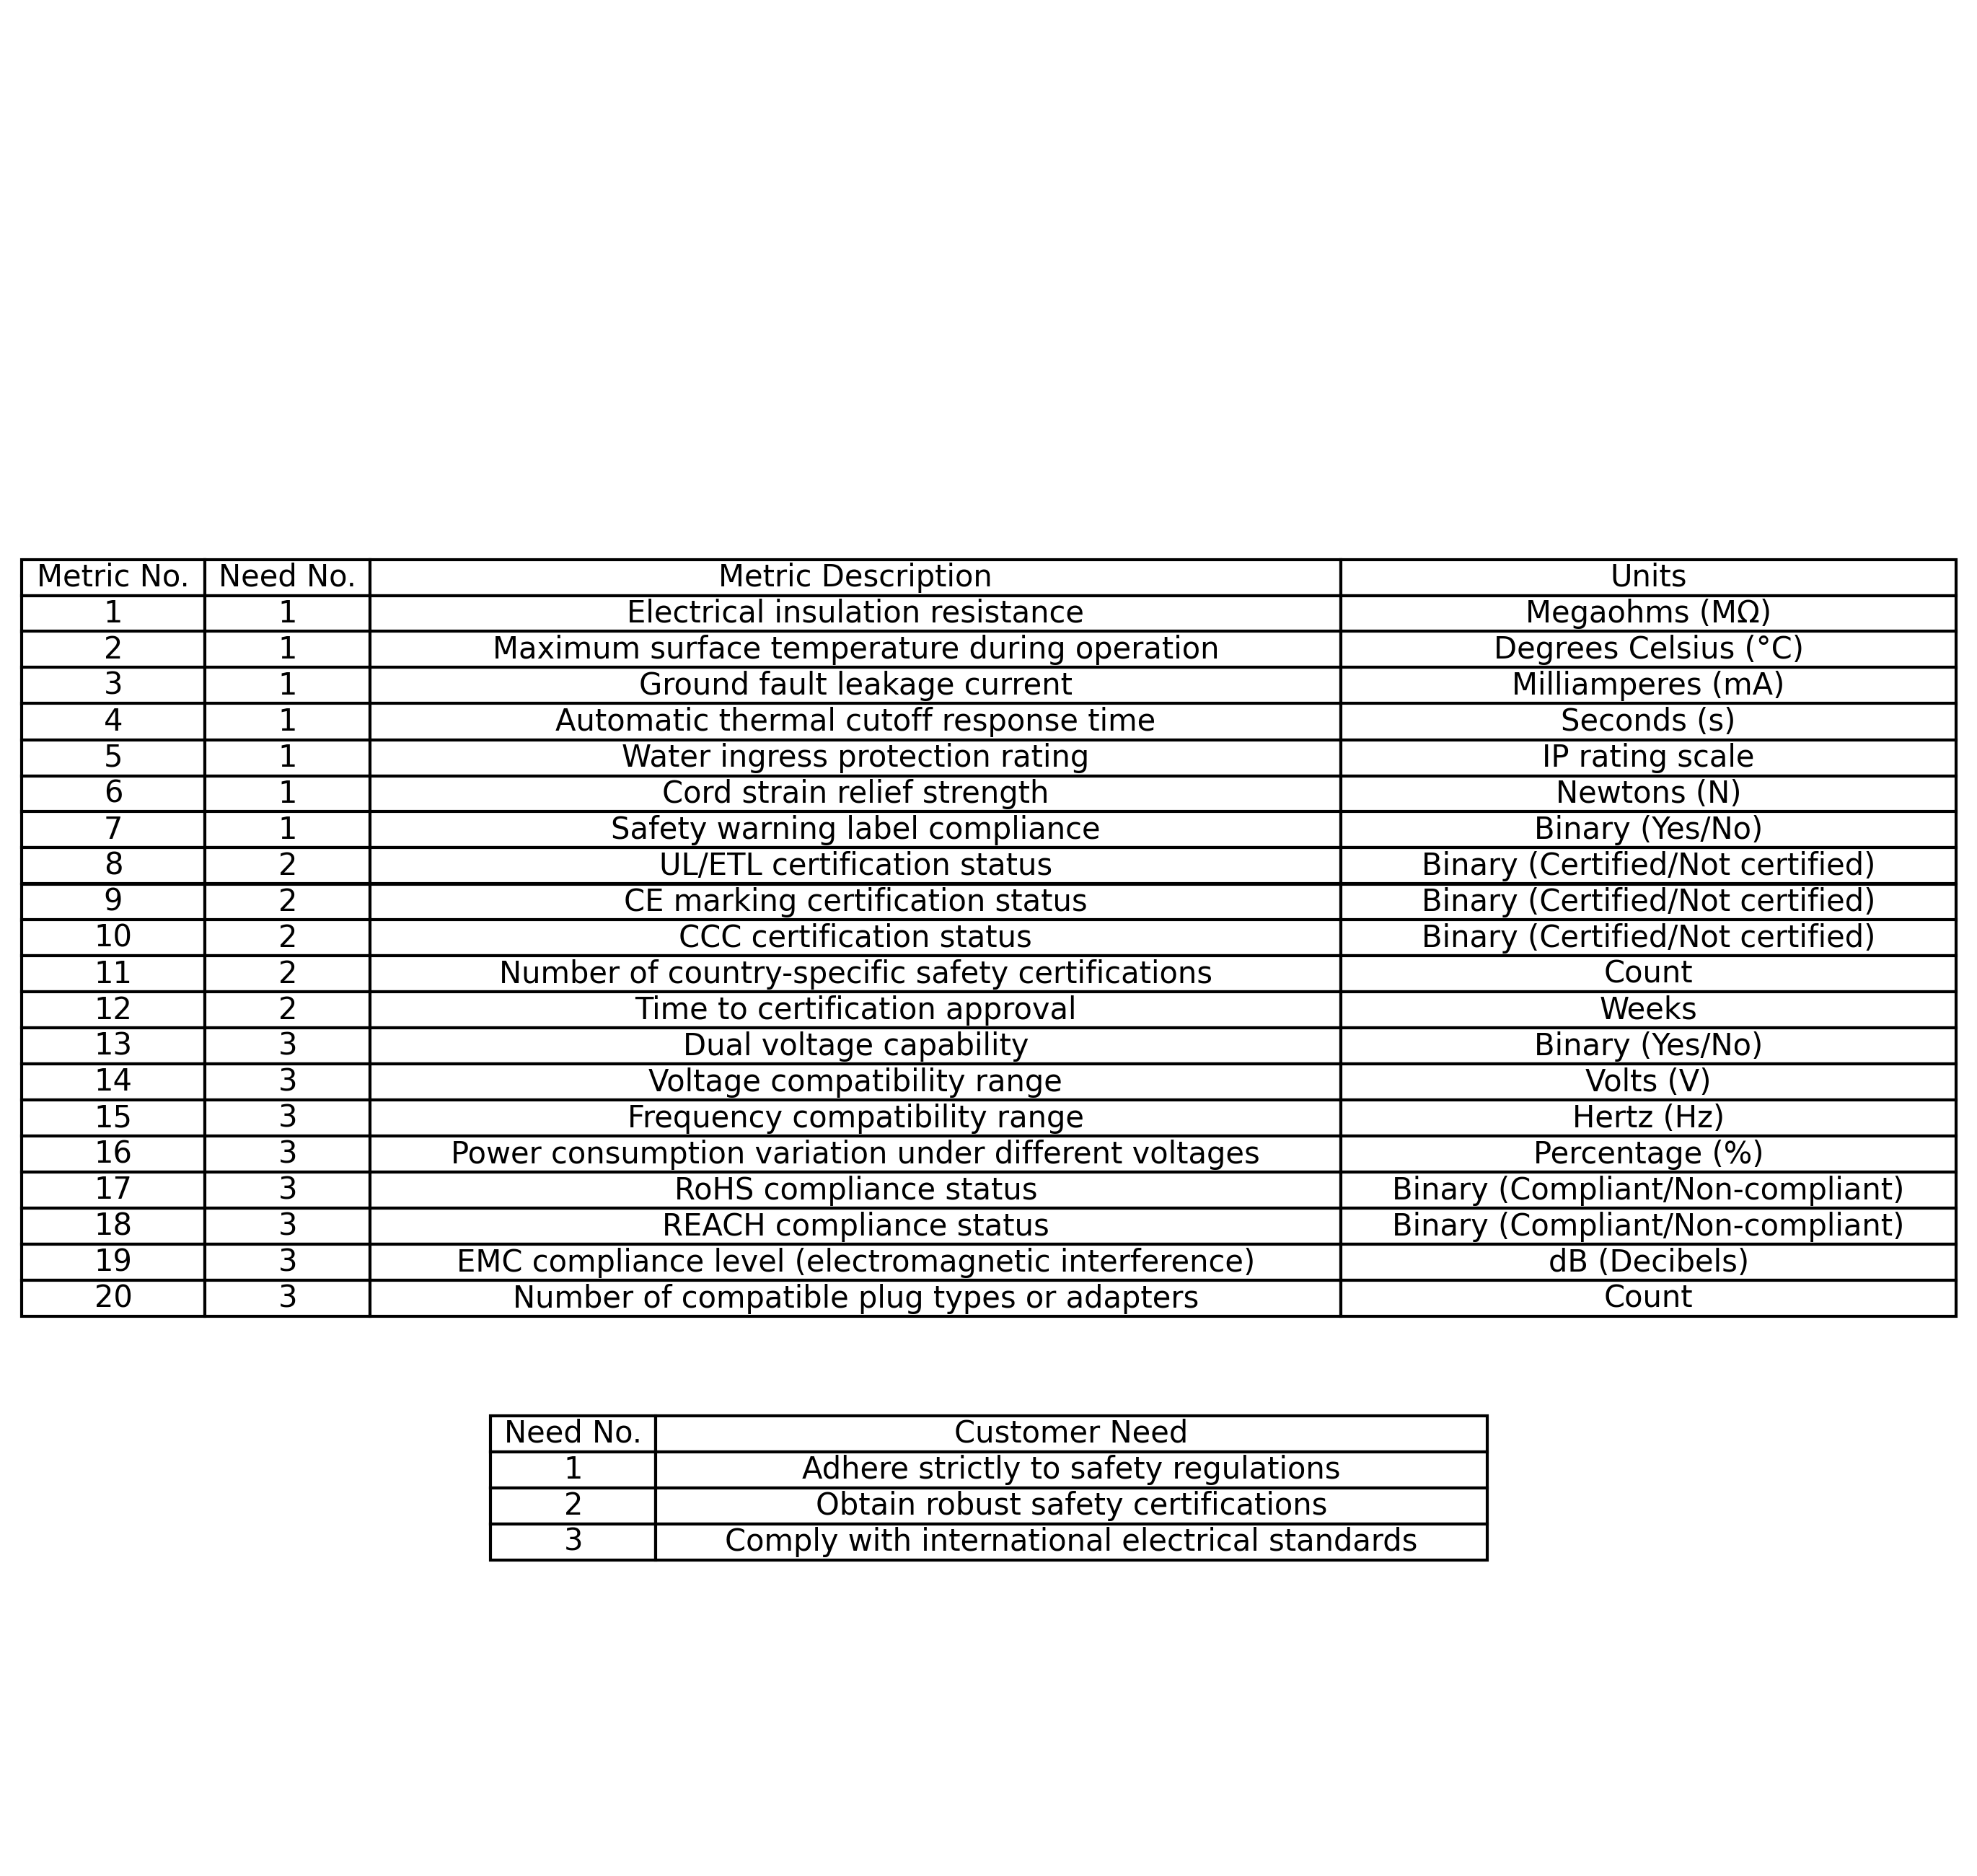 Metric No. Need No. Metric Description Units
1 1 Electrical insulation resistance Megaohms (MΩ)
2 1 Maximum surface temperature during operation Degrees Celsius (°C)
3 1 Ground fault leakage current Milliamperes (mA)
4 1 Automatic thermal cutoff response time Seconds (s)
5 1 Water ingress protection rating IP rating scale
6 1 Cord strain relief strength Newtons (N)
7 1 Safety warning label compliance Binary (Yes/No)
8 2 UL/ETL certification status Binary (Certified/Not certified)
9 2 CE marking certification status Binary (Certified/Not certified)
10 2 CCC certification status Binary (Certified/Not certified)
11 2 Number of country-specific safety certifications Count
12 2 Time to certification approval Weeks
13 3 Dual voltage capability Binary (Yes/No)
14 3 Voltage compatibility range Volts (V)
15 3 Frequency compatibility range Hertz (Hz)
16 3 Power consumption variation under different voltages Percentage (%)
17 3 RoHS compliance status Binary (Compliant/Non-compliant)
18 3 REACH compliance status Binary (Compliant/Non-compliant)
19 3 EMC compliance level (electromagnetic interference) dB (Decibels)
20 3 Number of compatible plug types or adapters Count
Need No. Customer Need
1 Adhere strictly to safety regulations
2 Obtain robust safety certifications
3 Comply with international electrical standards